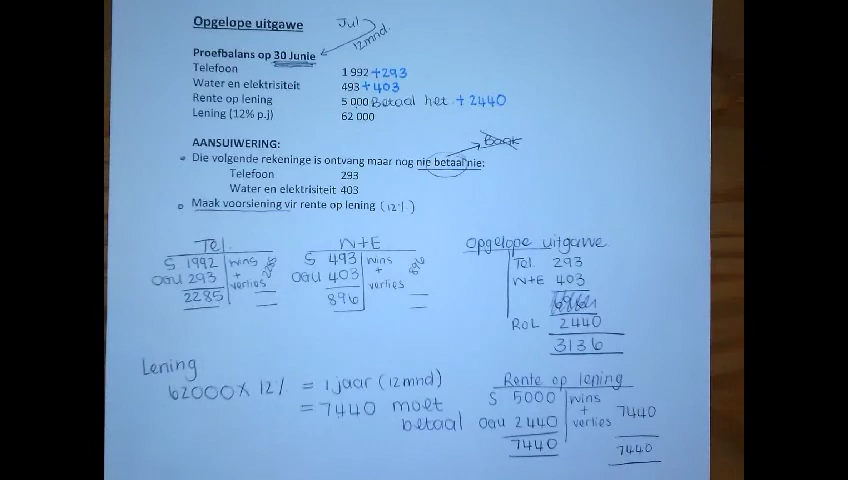 Opgelope uitgawe
Jul
12mnd.
Proefbalans op 30 Junie
Telefoon 1 992 +293
Water en elektrisiteit 493 +403
Rente op lening 5 000 Betaal het +2440
Lening (12% p.j) 62 000
AANSUIWERING:
Bank
Die volgende rekeninge is ontvang maar nog nie betaal nie:
Telefoon 293
Water en elektrisiteit 403
Maak voorsiening vir rente op lening (12%)
Tel
S 1992 wins
OGU 293 + verlies
2285
W+E
S 493 wins
OGU 403 + verlies
896
Opgelope uitgawe
Tel 293
W+E 403
RoL 2440
3136
Lening
62000 x 12% = 1 jaar (12mnd)
= 7440 moet
betaal
Rente op lening
S 5000 wins 7440
OGU 2440 + verlies
7440 7440